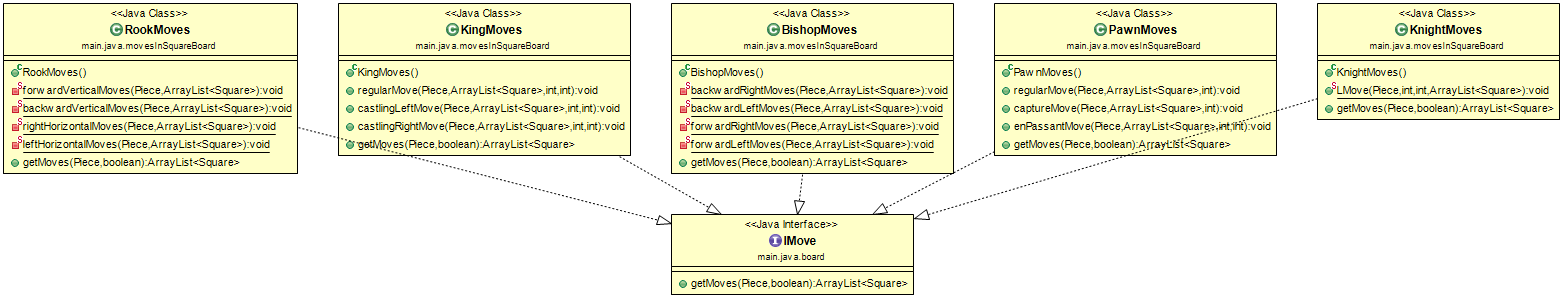 <<Java Class>>
RookMoves
main.java.movesInSquareBoard
RookMoves()
forwardVerticalMoves(Piece,ArrayList<Square>):void
backwardVerticalMoves(Piece,ArrayList<Square>):void
rightHorizontalMoves(Piece,ArrayList<Square>):void
leftHorizontalMoves(Piece,ArrayList<Square>):void
getMoves(Piece,boolean):ArrayList<Square>
<<Java Class>>
KingMoves
main.java.movesInSquareBoard
KingMoves()
regularMove(Piece,ArrayList<Square>,int,int):void
castlingLeftMove(Piece,ArrayList<Square>,int,int):void
castlingRightMove(Piece,ArrayList<Square>,int,int):void
getMoves(Piece,boolean):ArrayList<Square>
<<Java Class>>
BishopMoves
main.java.movesInSquareBoard
BishopMoves()
backwardRightMoves(Piece,ArrayList<Square>):void
backwardLeftMoves(Piece,ArrayList<Square>):void
forwardRightMoves(Piece,ArrayList<Square>):void
forwardLeftMoves(Piece,ArrayList<Square>):void
getMoves(Piece,boolean):ArrayList<Square>
<<Java Class>>
PawnMoves
main.java.movesInSquareBoard
PawnMoves()
regularMove(Piece,ArrayList<Square>,int):void
captureMove(Piece,ArrayList<Square>,int):void
enPassantMove(Piece,ArrayList<Square>,int,int):void
getMoves(Piece,boolean):ArrayList<Square>
<<Java Class>>
KnightMoves
main.java.movesInSquareBoard
KnightMoves()
LMove(Piece,int,int,ArrayList<Square>):void
getMoves(Piece,boolean):ArrayList<Square>
<<Java Interface>>
IMove
main.java.board
getMoves(Piece,boolean):ArrayList<Square>